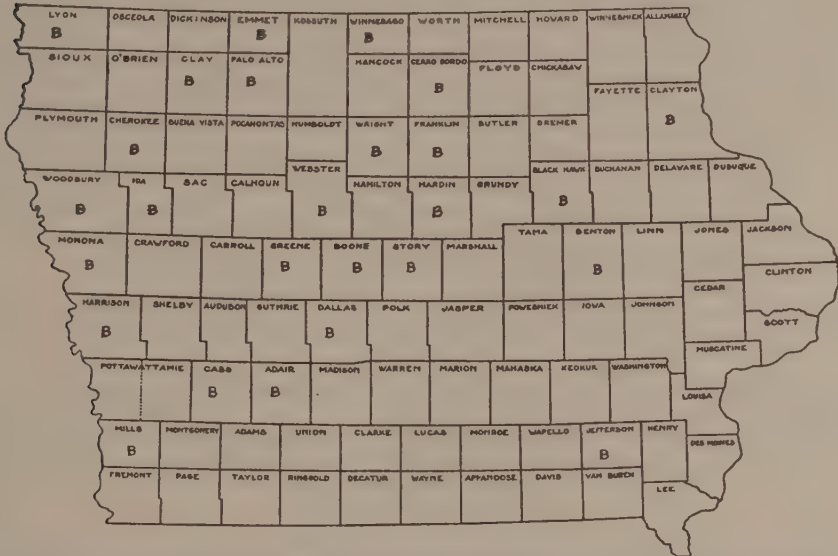 LYON OSCEOLA DICKINSON EMMET KOSSUTH WINNEBAGO WORTH MITCHELL HOWARD WINNESHIEK ALLAMAKEE
B B B
SIOUX O'BRIEN CLAY PALO ALTO HANCOCK CERRO GORDO FLOYD CHICKASAW
B B B
FAYETTE CLAYTON
B
PLYMOUTH CHEROKEE BUENA VISTA POCAHONTAS HUMBOLDT WRIGHT FRANKLIN BUTLER BREMER
B B B
WOODBURY IDA SAC CALHOUN WEBSTER HAMILTON HARDIN GRUNDY BLACK HAWK BUCHANAN DELAWARE DUBUQUE
B B B B B
MONONA CRAWFORD CARROLL GREENE BOONE STORY MARSHALL TAMA BENTON LINN JONES JACKSON
B B B B B
CLINTON
CEDAR
HARRISON SHELBY AUDUBON GUTHRIE DALLAS POLK JASPER POWESHIEK IOWA JOHNSON
B B
SCOTT
MUSCATINE
POTTAWATTAMIE CASS ADAIR MADISON WARREN MARION MAHASKA KEOKUK WASHINGTON
B B
LOUISA
MILLS MONTGOMERY ADAMS UNION CLARKE LUCAS MONROE WAPELLO JEFFERSON HENRY
B B
DES MOINES
FREMONT PAGE TAYLOR RINGGOLD DECATUR WAYNE APPANOOSE DAVIS VAN BUREN
LEE